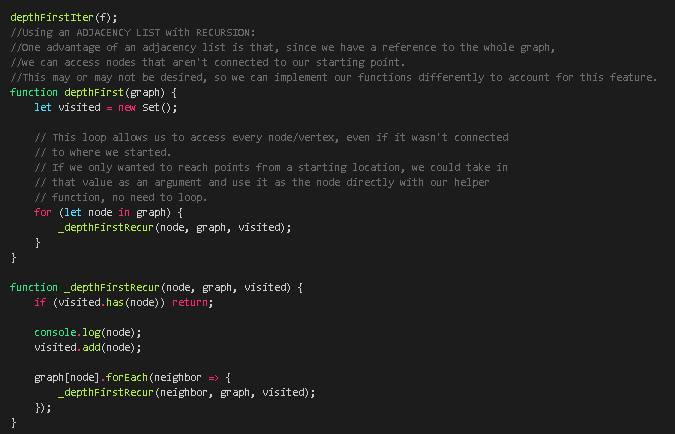 depthFirstIter(f);
//Using an ADJACENCY LIST with RECURSION:
//One advantage of an adjacency list is that, since we have a reference to the whole graph,
//we can access nodes that aren't connected to our starting point.
//This may or may not be desired, so we can implement our functions differently to account for this feature.
function depthFirst(graph) {
    let visited = new Set();

    // This loop allows us to access every node/vertex, even if it wasn't connected
    // to where we started.
    // If we only wanted to reach points from a starting location, we could take in
    // that value as an argument and use it as the node directly with our helper
    // function, no need to loop.
    for (let node in graph) {
        _depthFirstRecur(node, graph, visited);
    }
}

function _depthFirstRecur(node, graph, visited) {
    if (visited.has(node)) return;

    console.log(node);
    visited.add(node);

    graph[node].forEach(neighbor => {
        _depthFirstRecur(neighbor, graph, visited);
    });
}